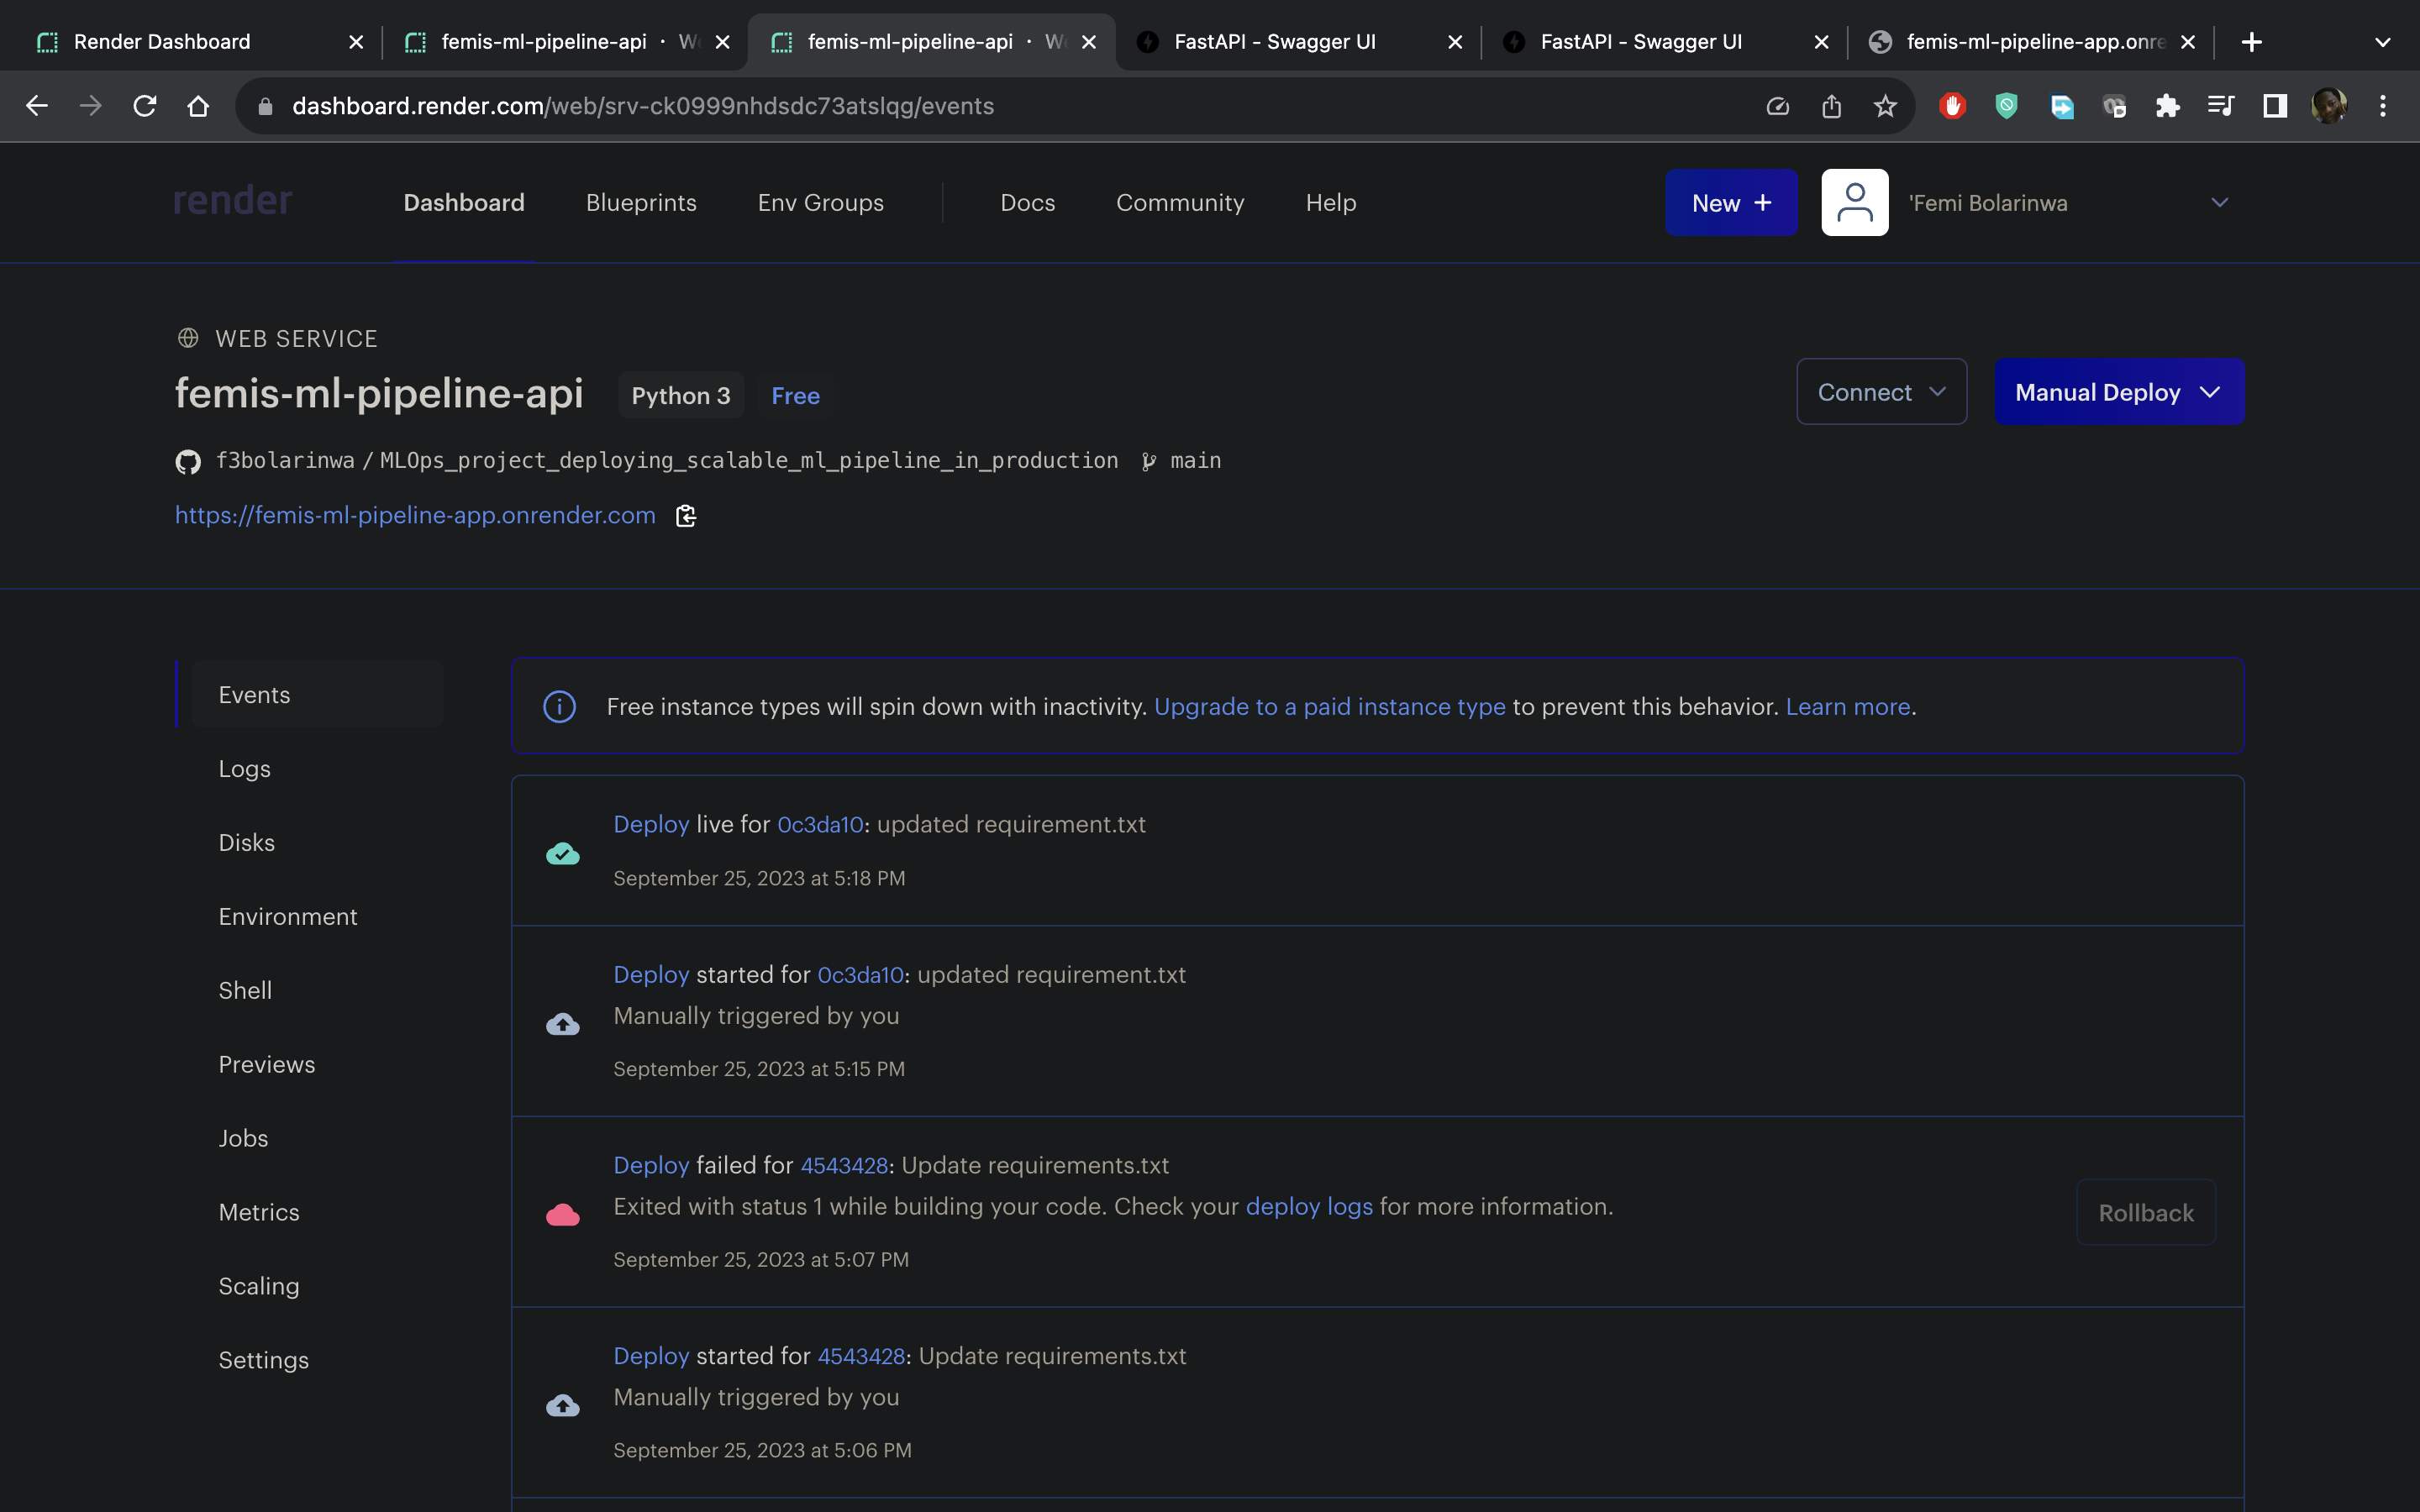 Render Dashboard
femis-ml-pipeline-api ·
femis-ml-pipeline-api ·
FastAPI - Swagger UI
FastAPI - Swagger UI
femis-ml-pipeline-app.onre
dashboard.render.com/web/srv-ck0999nhdsdc73atslqg/events
render
Dashboard
Blueprints
Env Groups
Docs
Community
Help
New +
'Femi Bolarinwa
WEB SERVICE
femis-ml-pipeline-api
Python 3
Free
Connect
Manual Deploy
f3bolarinwa / MLOps_project_deploying_scalable_ml_pipeline_in_production
main
https://femis-ml-pipeline-app.onrender.com
Events
Logs
Disks
Environment
Shell
Previews
Jobs
Metrics
Scaling
Settings
Free instance types will spin down with inactivity. Upgrade to a paid instance type to prevent this behavior. Learn more.
Deploy live for 0c3da10: updated requirement.txt
September 25, 2023 at 5:18 PM
Deploy started for 0c3da10: updated requirement.txt
Manually triggered by you
September 25, 2023 at 5:15 PM
Deploy failed for 4543428: Update requirements.txt
Exited with status 1 while building your code. Check your deploy logs for more information.
September 25, 2023 at 5:07 PM
Rollback
Deploy started for 4543428: Update requirements.txt
Manually triggered by you
September 25, 2023 at 5:06 PM